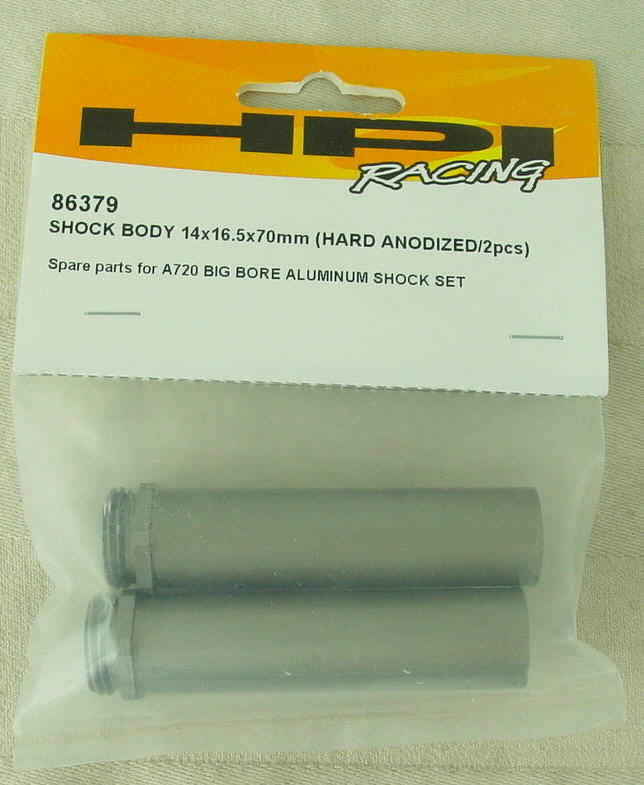 HPI
RACING
86379
SHOCK BODY 14x16.5x70mm (HARD ANODIZED/2pcs)
Spare parts for A720 BIG BORE ALUMINUM SHOCK SET